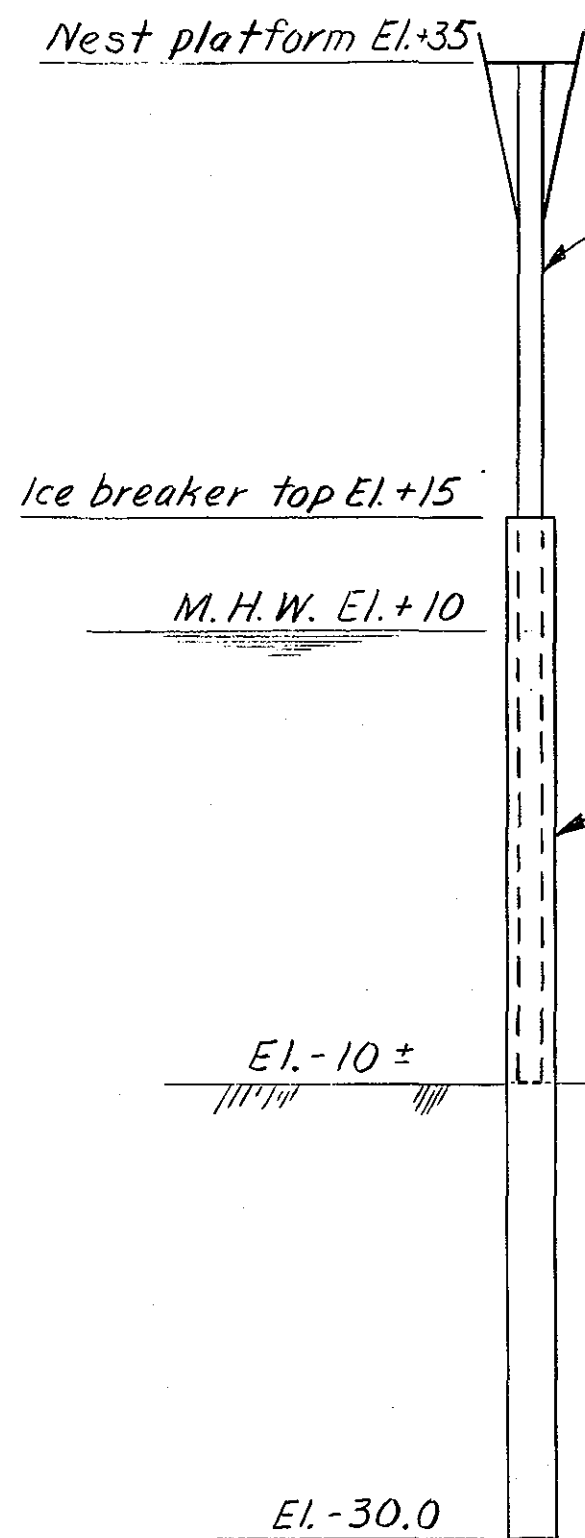 Nest platform El.+35
Ice breaker top El.+15
M.H.W. El.+10
El.-10 ±
El.-30.0